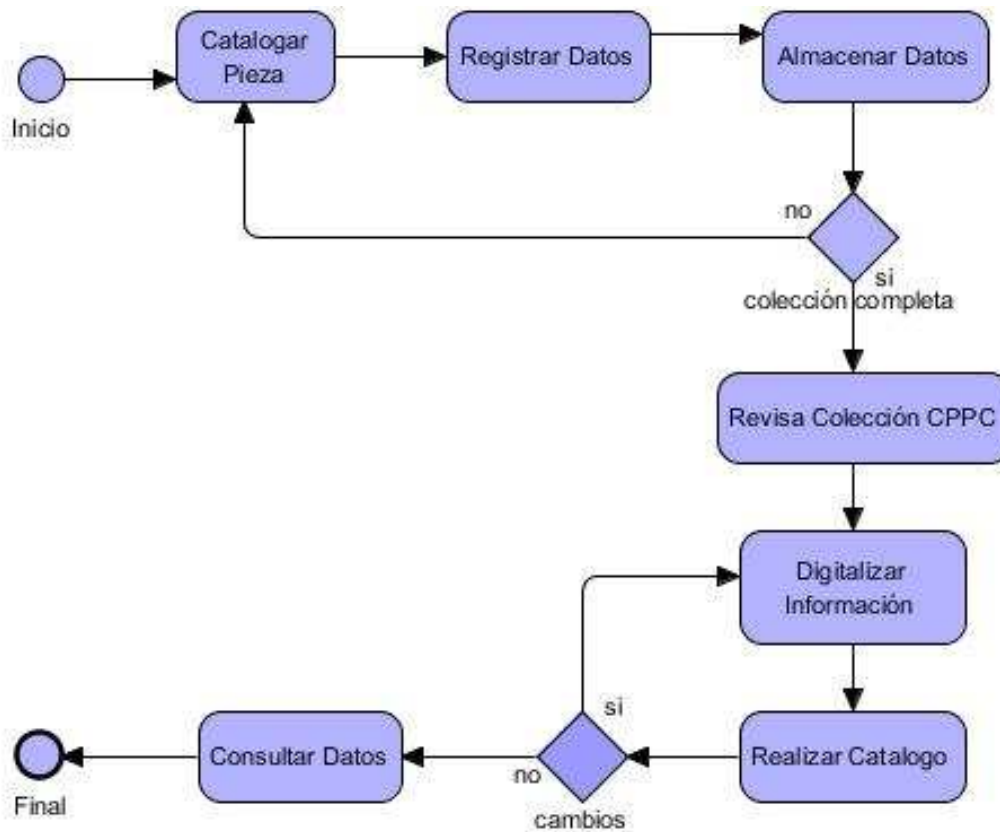 Catalogar
Pieza
Registrar Datos
Almacenar Datos
Inicio
no
si
colección completa
Revisa Colección CPPC
Digitalizar
Información
si
Consultar Datos
no
Realizar Catalogo
Final
cambios